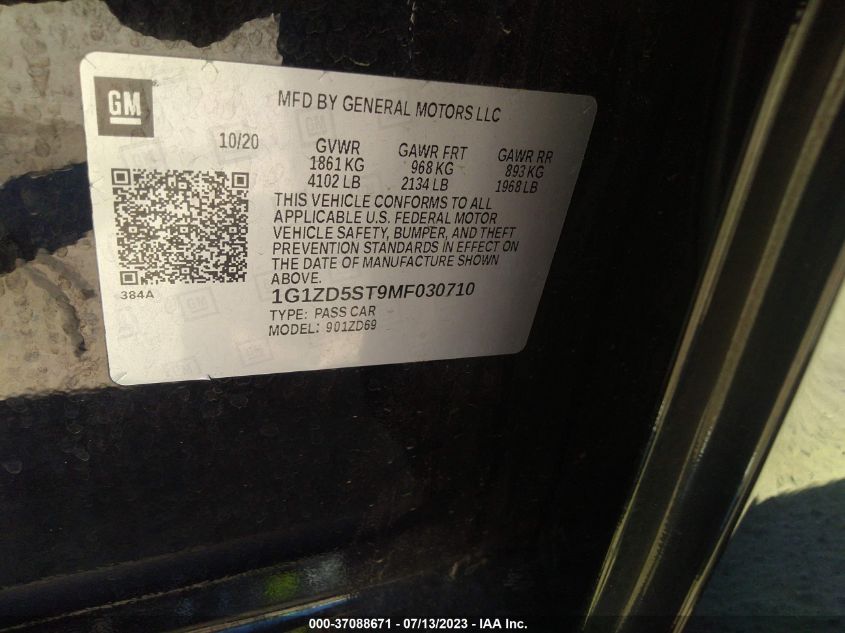 GM
MFD BY GENERAL MOTORS LLC
10/20
GVWR
1861 KG
4102 LB
GAWR FRT
968 KG
2134 LB
GAWR RR
893 KG
1968 LB
THIS VEHICLE CONFORMS TO ALL
APPLICABLE U.S. FEDERAL MOTOR
VEHICLE SAFETY, BUMPER, AND THEFT
PREVENTION STANDARDS IN EFFECT ON
THE DATE OF MANUFACTURE SHOWN
ABOVE.
384A
1G1ZD5ST9MF030710
TYPE: PASS CAR
MODEL: 901ZD69
000-37088671 - 07/13/2023 - IAA Inc.